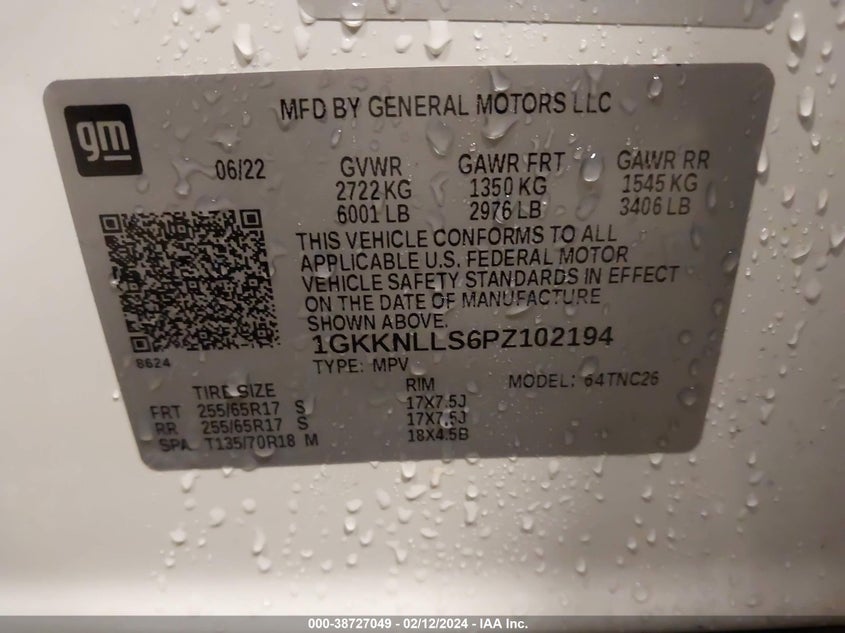 MFD BY GENERAL MOTORS LLC
gm
06/22 GVWR GAWR FRT GAWR RR
2722 KG 1350 KG 1545 KG
6001 LB 2976 LB 3406 LB
THIS VEHICLE CONFORMS TO ALL
APPLICABLE U.S. FEDERAL MOTOR
VEHICLE SAFETY STANDARDS IN EFFECT
ON THE DATE OF MANUFACTURE
SHOWN ABOVE.
1GKKNLLS6PZ102194
8624
TYPE: MPV MODEL: 64TNC26
TIRE SIZE RIM
FRT 255/65R17 S 17X7.5J
RR 255/65R17 S 17X7.5J
SPA T135/70R18 M 18X4.5B
000-38727049 — 02/12/2024 — IAA Inc.